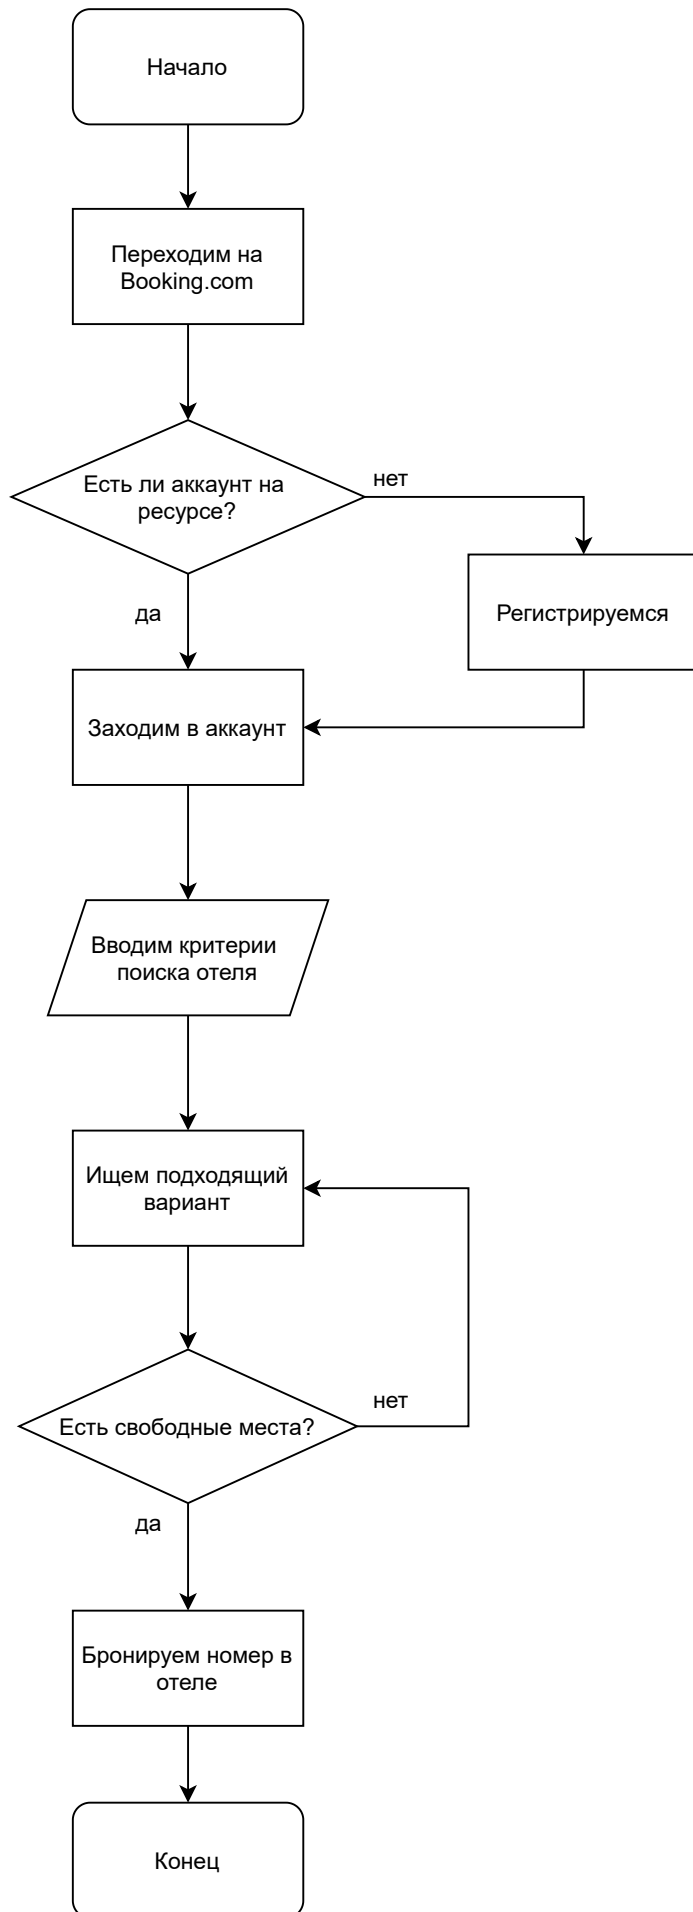 Начало
Переходим на
Booking.com
Есть ли аккаунт на
ресурсе?
нет
да
Регистрируемся
Заходим в аккаунт
Вводим критерии
поиска отеля
Ищем подходящий
вариант
Есть свободные места?
нет
да
Бронируем номер в
отеле
Конец